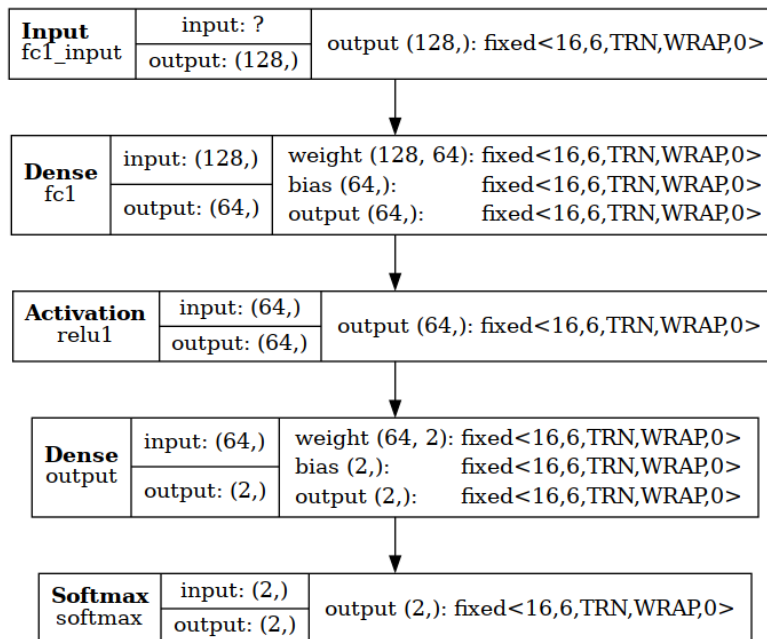 Input
fc1_input
input: ?
output: (128,)
output (128,): fixed<16,6,TRN,WRAP,0>
Dense
fc1
input: (128,)
output: (64,)
weight (128, 64): fixed<16,6,TRN,WRAP,0>
bias (64,): fixed<16,6,TRN,WRAP,0>
output (64,): fixed<16,6,TRN,WRAP,0>
Activation
relu1
input: (64,)
output: (64,)
output (64,): fixed<16,6,TRN,WRAP,0>
Dense
output
input: (64,)
output: (2,)
weight (64, 2): fixed<16,6,TRN,WRAP,0>
bias (2,): fixed<16,6,TRN,WRAP,0>
output (2,): fixed<16,6,TRN,WRAP,0>
Softmax
softmax
input: (2,)
output: (2,)
output (2,): fixed<16,6,TRN,WRAP,0>